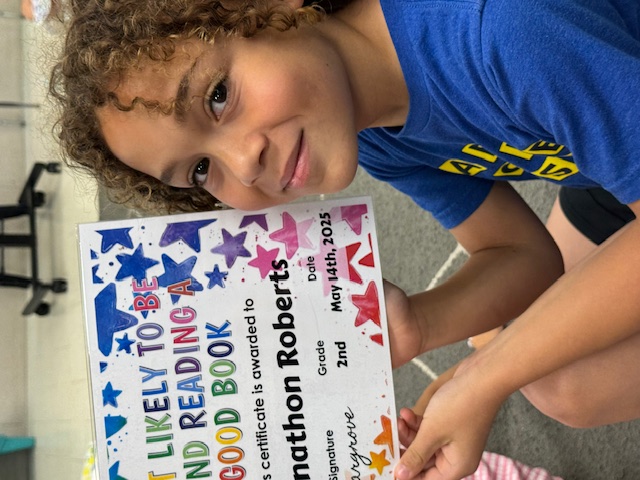 T LIKELY TO BE
ND READING A
GOOD BOOK
s certificate is awarded to
nathon Roberts
Signature Grade Date
argrove 2nd May 14th, 2025